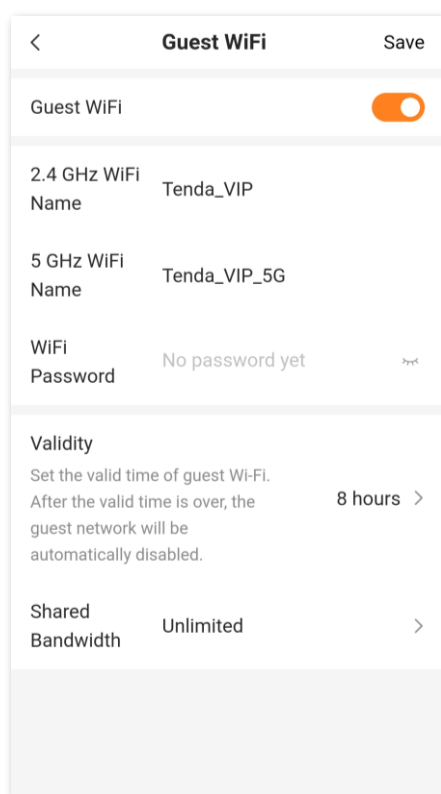 Guest WiFi
Save
Guest WiFi
2.4 GHz WiFi
Name
Tenda_VIP
5 GHz WiFi
Name
Tenda_VIP_5G
WiFi
Password
No password yet
Validity
Set the valid time of guest Wi-Fi.
After the valid time is over, the
guest network will be
automatically disabled.
8 hours
Shared
Bandwidth
Unlimited